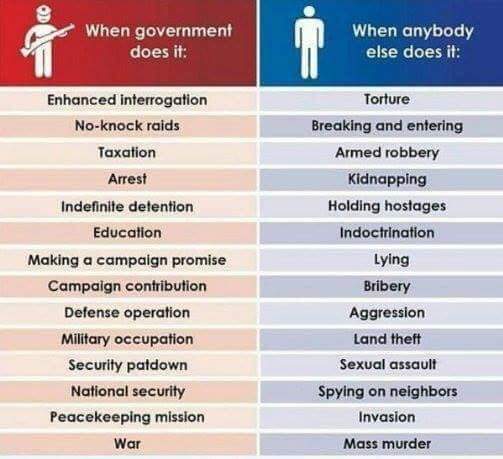 When government
does it:
When anybody
else does it:
Enhanced interrogation
Torture
No-knock raids
Breaking and entering
Taxation
Armed robbery
Arrest
Kidnapping
Indefinite detention
Holding hostages
Education
Indoctrination
Making a campaign promise
Lying
Campaign contribution
Bribery
Defense operation
Aggression
Military occupation
Land theft
Security patdown
Sexual assault
National security
Spying on neighbors
Peacekeeping mission
Invasion
War
Mass murder